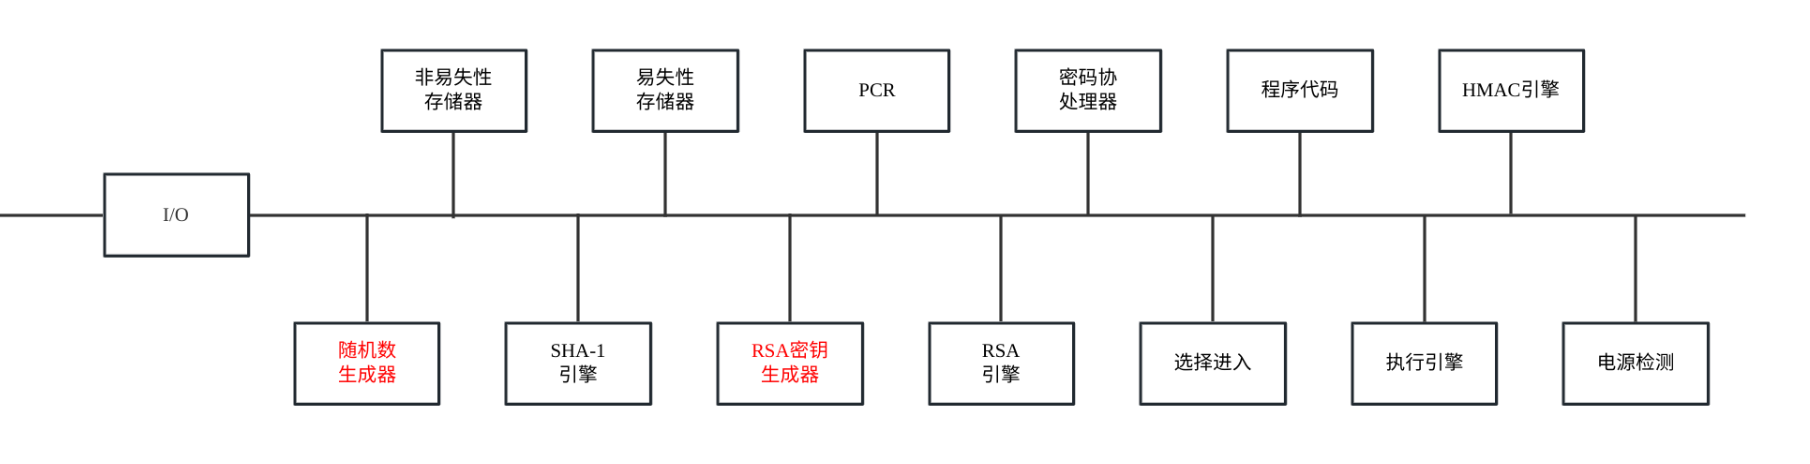 非易失性
存储器
易失性
存储器
PCR
密码协
处理器
程序代码
HMAC引擎
I/O
随机数
生成器
SHA-1
引擎
RSA密钥
生成器
RSA
引擎
选择进入
执行引擎
电源检测